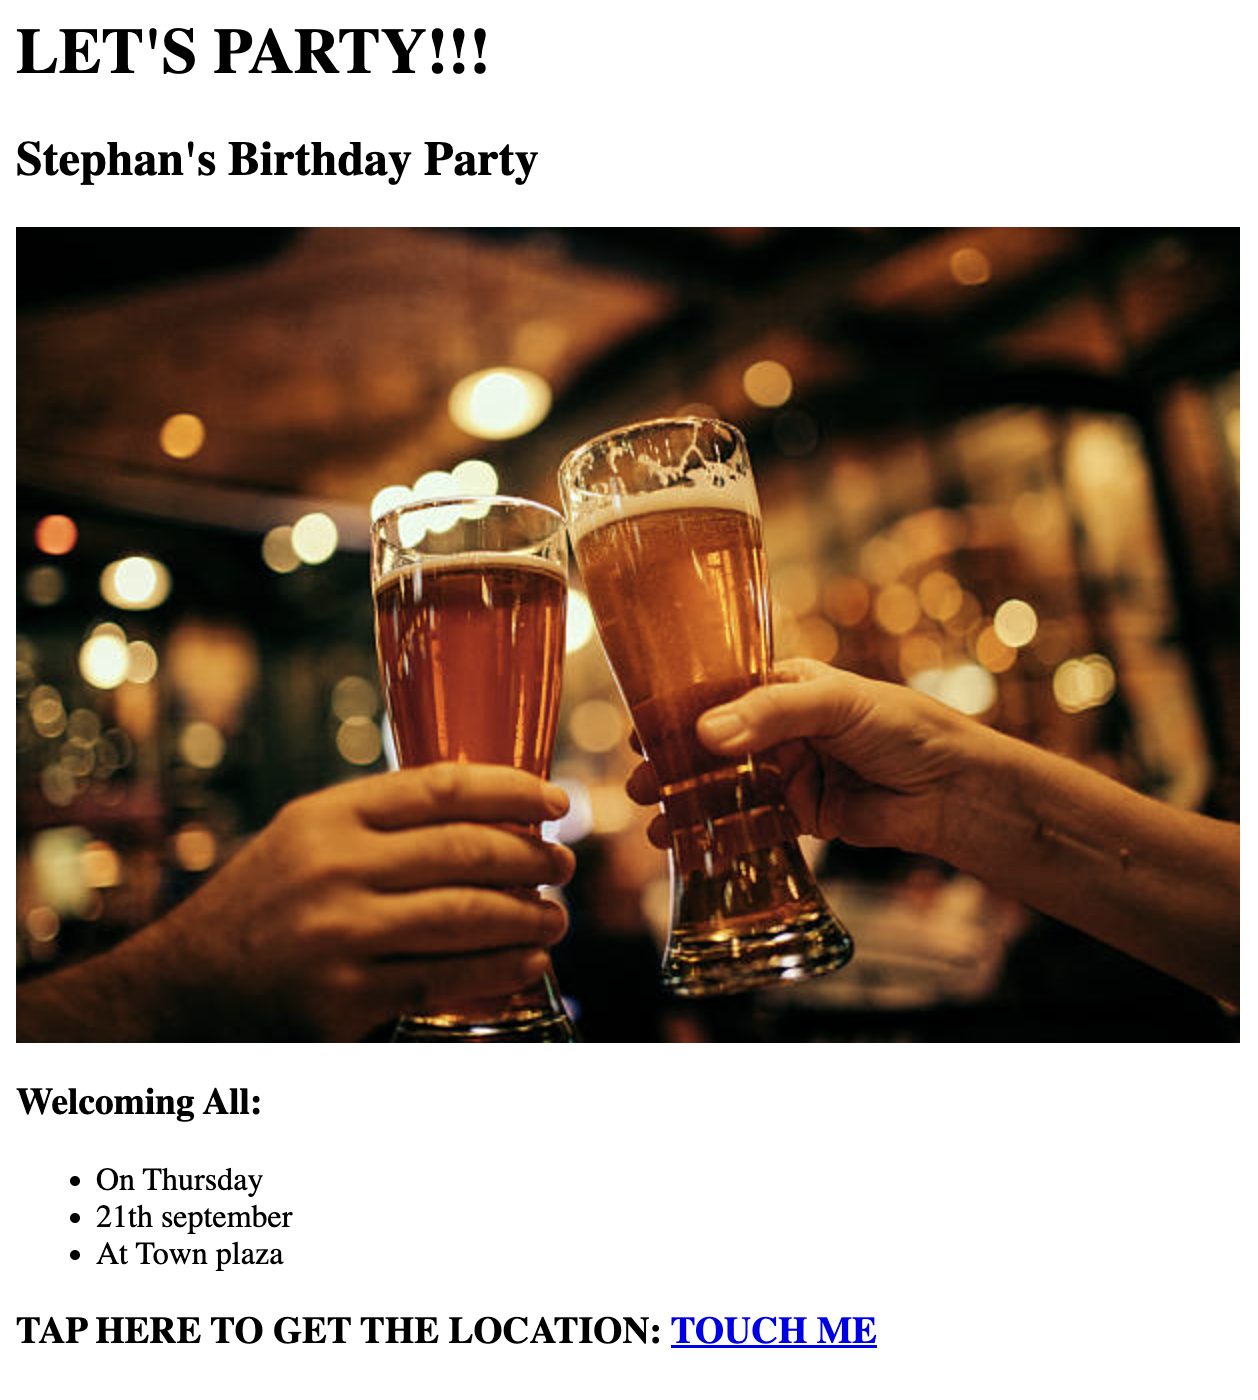 LET'S PARTY!!!
Stephan's Birthday Party
Welcoming All:
On Thursday
21th september
At Town plaza
TAP HERE TO GET THE LOCATION: TOUCH ME